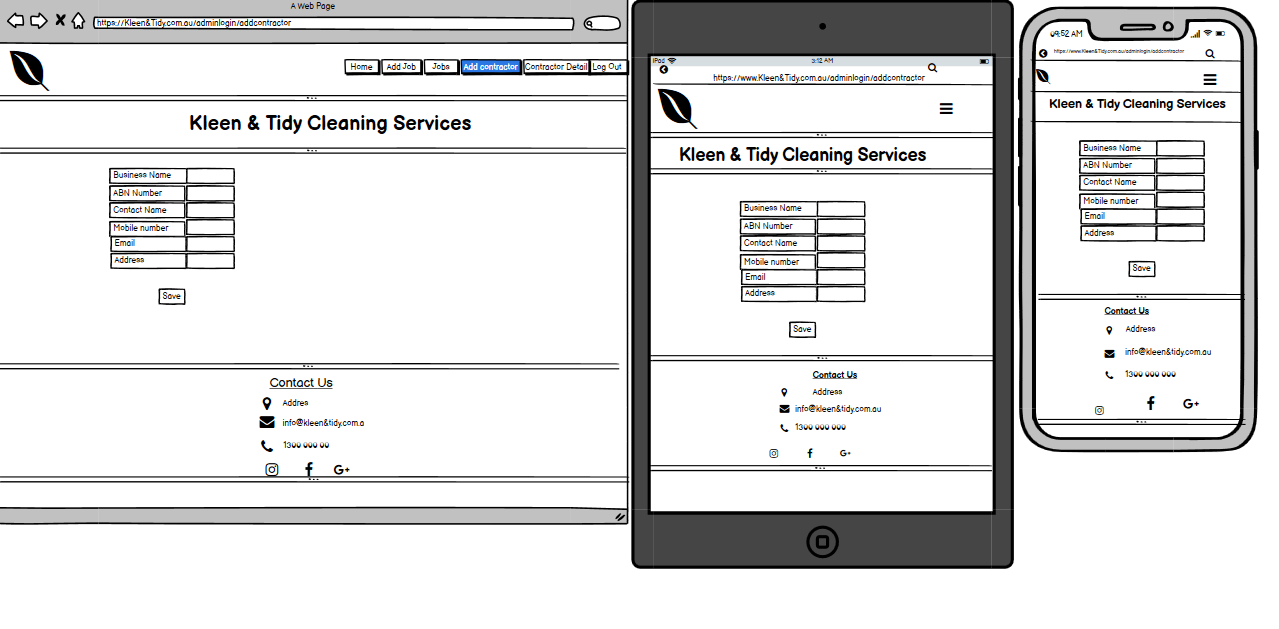 A Web Page
https://Kleen&Tidy.com.au/adminlogin/addcontractor
Home Add Job Jobs Add contractor Contractor Detail Log Out
Kleen & Tidy Cleaning Services
Business Name
ABN Number
Contact Name
Mobile number
Email
Address
Save
Contact Us
Addres
info@kleen&tidy.com.a
1300 000 00
G+
iPad 5:12 AM
https://www.Kleen&Tidy.com.au/adminlogin/addcontractor
Kleen & Tidy Cleaning Services
Business Name
ABN Number
Contact Name
Mobile number
Email
Address
Save
Contact Us
Address
info@kleen&tidy.com.au
1300 000 000
G+
09:52 AM
https://www.Kleen&Tidy.com.au/adminlogin/addcontractor
Kleen & Tidy Cleaning Services
Business Name
ABN Number
Contact Name
Mobile number
Email
Address
Save
Contact Us
Address
info@kleen&tidy.com.au
1300 000 000
G+